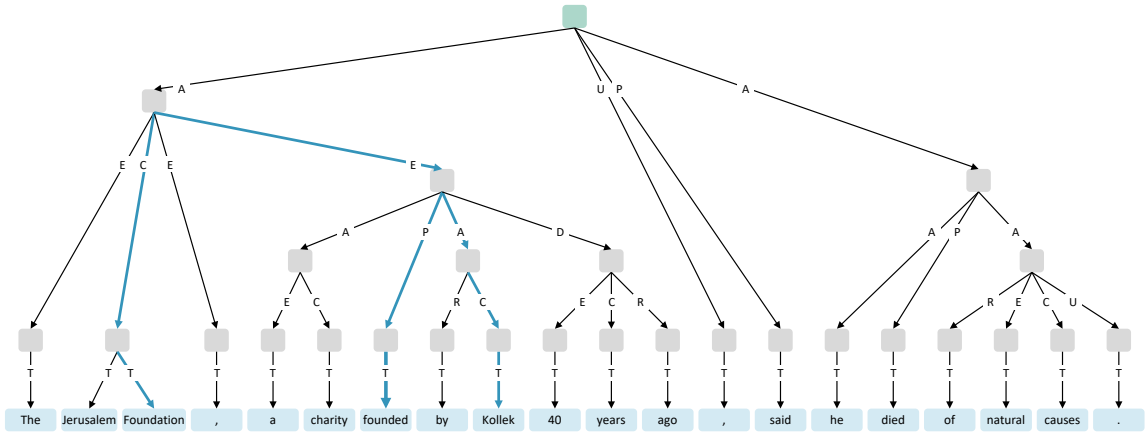 A U P A
E C E E
A P A D A P A
E C R C E C R R E C U
T T T T T T T T T T T T T T T T T T T
The Jerusalem Foundation , a charity founded by Kollek 40 years ago , said he died of natural causes .